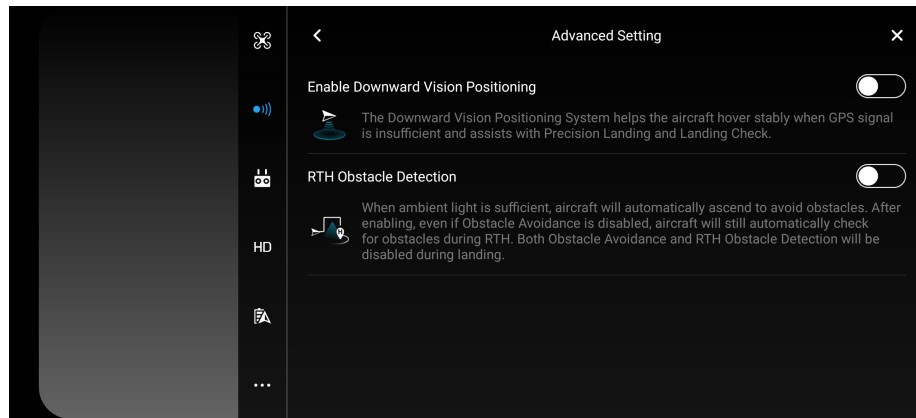 Advanced Setting
Enable Downward Vision Positioning
The Downward Vision Positioning System helps the aircraft hover stably when GPS signal
is insufficient and assists with Precision Landing and Landing Check.
RTH Obstacle Detection
When ambient light is sufficient, aircraft will automatically ascend to avoid obstacles. After
enabling, even if Obstacle Avoidance is disabled, aircraft will still automatically check
for obstacles during RTH. Both Obstacle Avoidance and RTH Obstacle Detection will be
disabled during landing.
H
HD